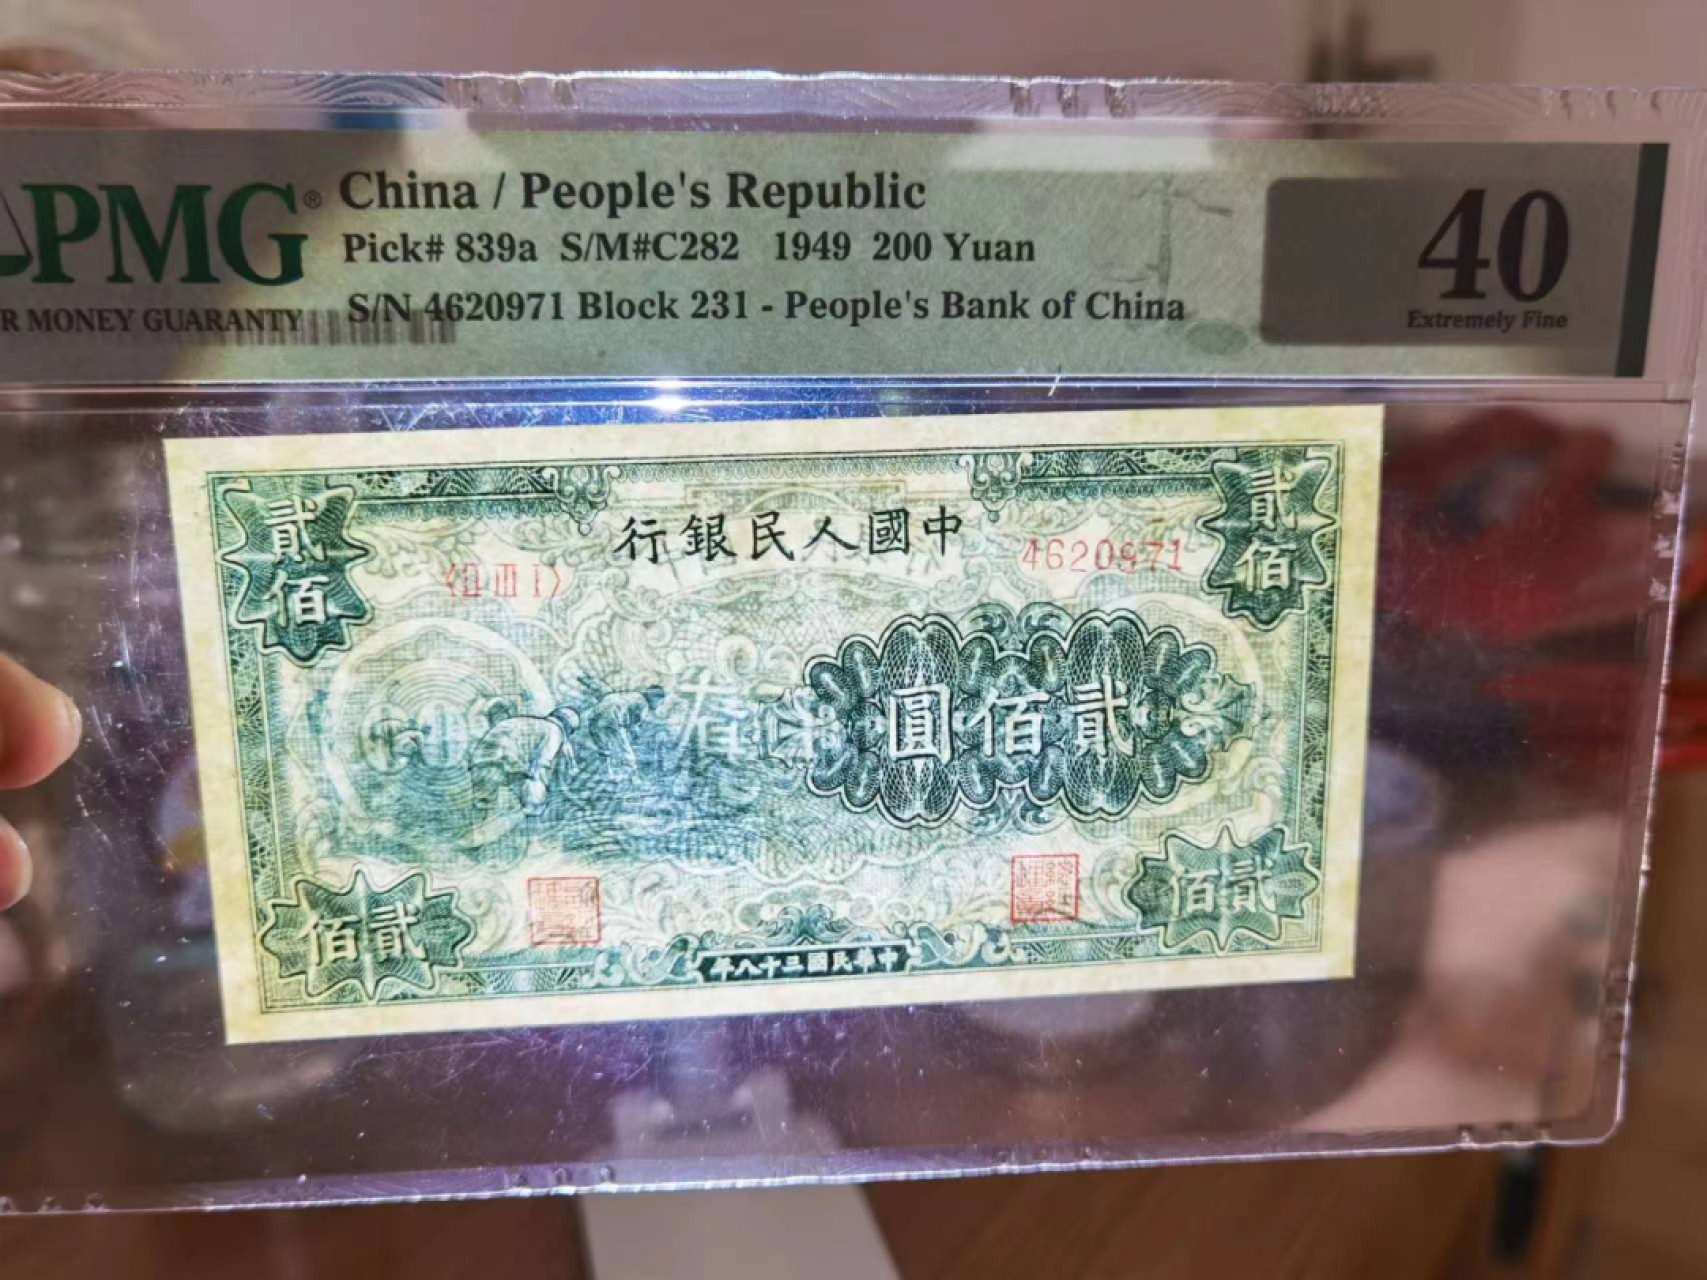 PMG® China / People's Republic
Pick# 839a S/M#C282 1949 200 Yuan
R MONEY GUARANTY S/N 4620971 Block 231 - People's Bank of China
40
Extremely Fine
貳佰
貳佰
行銀民人國中
4620971
圓佰貳
佰貳
佰貳
年八十三國民華中